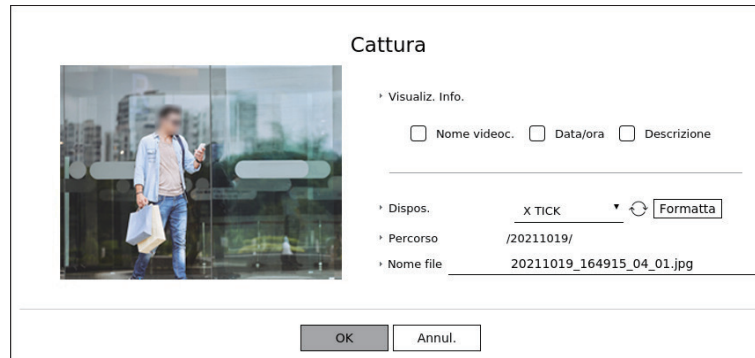 Cattura
Visualiz. Info.
Nome videoc. Data/ora Descrizione
Dispos. X TICK Formatta
Percorso /20211019/
Nome file 20211019_164915_04_01.jpg
OK Annul.